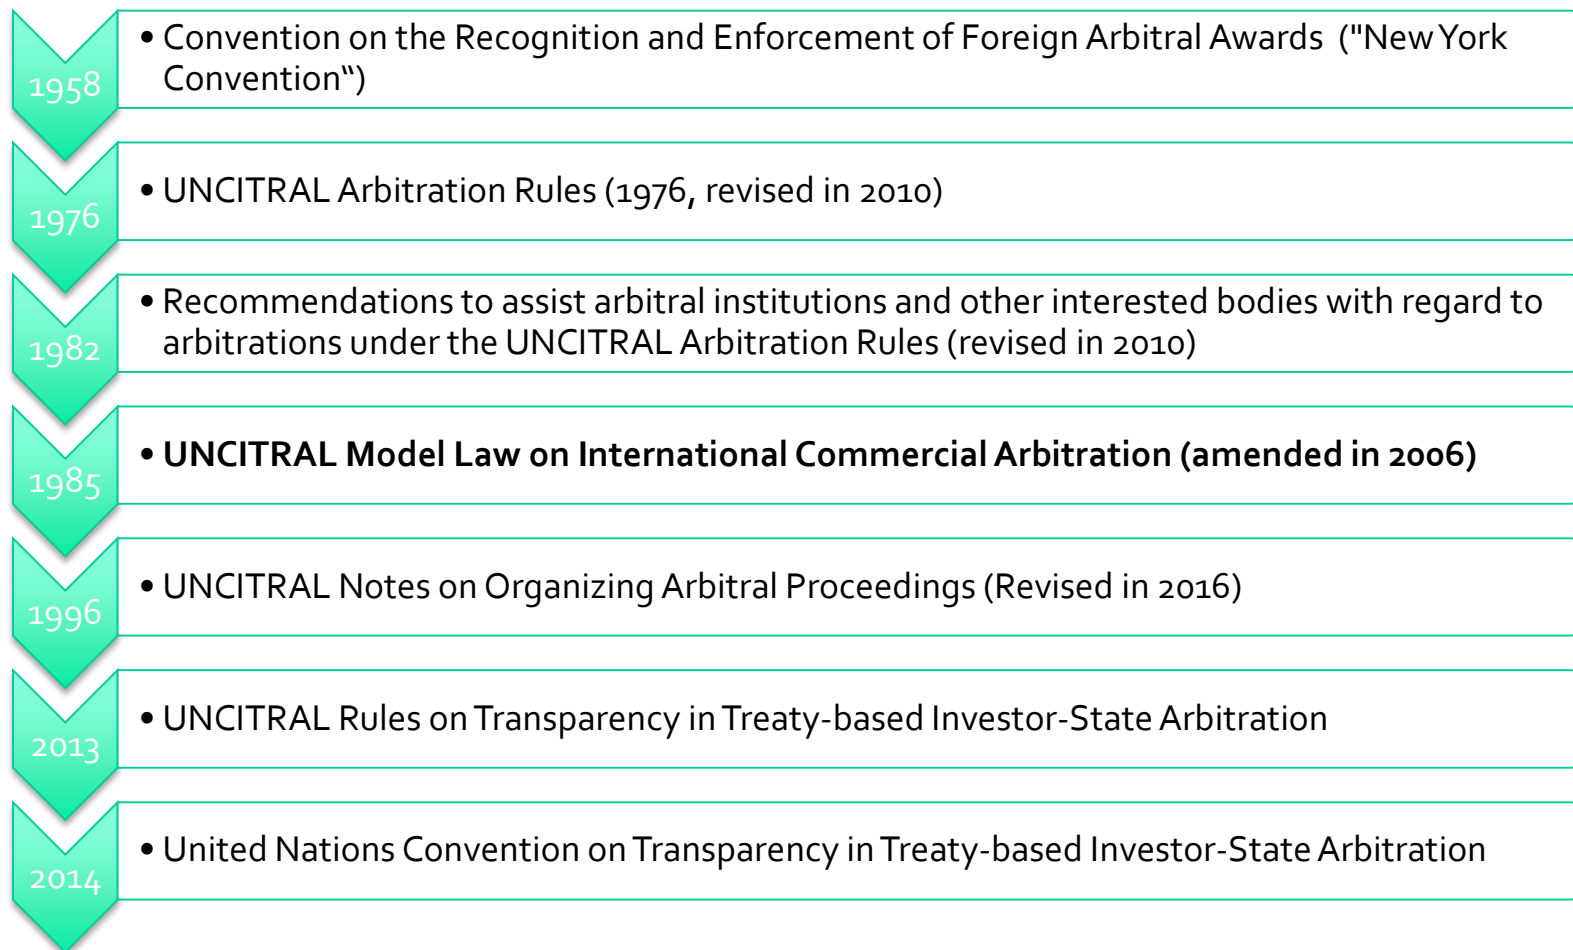 1958
• Convention on the Recognition and Enforcement of Foreign Arbitral Awards ("New York
Convention“)
1976
• UNCITRAL Arbitration Rules (1976, revised in 2010)
1982
• Recommendations to assist arbitral institutions and other interested bodies with regard to
arbitrations under the UNCITRAL Arbitration Rules (revised in 2010)
1985
• UNCITRAL Model Law on International Commercial Arbitration (amended in 2006)
1996
• UNCITRAL Notes on Organizing Arbitral Proceedings (Revised in 2016)
2013
• UNCITRAL Rules on Transparency in Treaty-based Investor-State Arbitration
2014
• United Nations Convention on Transparency in Treaty-based Investor-State Arbitration